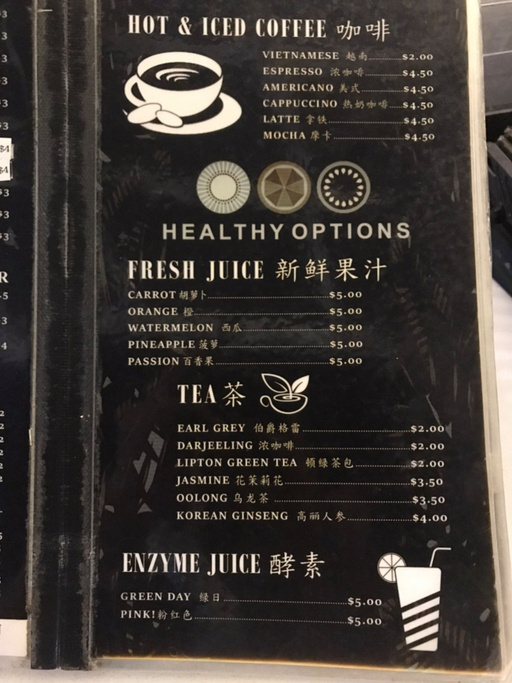 HOT & ICED COFFEE 咖啡
VIETNAMESE 越南 $2.00
ESPRESSO 浓咖啡 $4.50
AMERICANO 美式 $4.50
CAPPUCCINO 热奶咖啡 $4.50
LATTE 拿铁 $4.50
MOCHA 摩卡 $4.50
HEALTHY OPTIONS
FRESH JUICE 新鲜果汁
CARROT 胡萝卜 $5.00
ORANGE 橙 $5.00
WATERMELON 西瓜 $5.00
PINEAPPLE 菠萝 $5.00
PASSION 百香果 $5.00
TEA 茶
EARL GREY 伯爵格雷 $2.00
DARJEELING 浓咖啡 $2.00
LIPTON GREEN TEA 顿绿茶包 $2.00
JASMINE 花茉莉花 $3.50
OOLONG 乌龙茶 $3.50
KOREAN GINSENG 高丽人参 $4.00
ENZYME JUICE 酵素
GREEN DAY 绿日 $5.00
PINK! 粉红色 $5.00